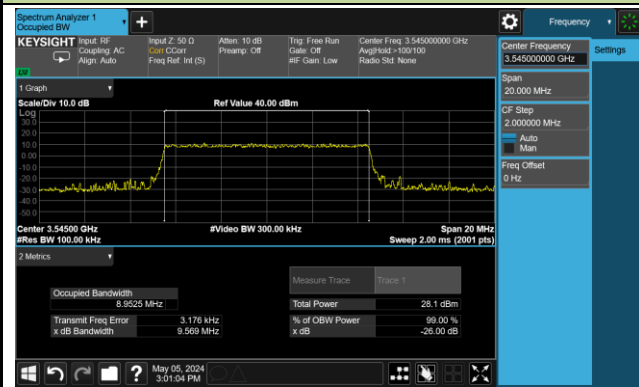 Spectrum Analyzer 1
Occupied BW
Frequency
KEYSIGHT
Input: RF
Coupling: AC
Align: Auto
Input Z: 50 Ω
Corr CCorr
Freq Ref: Int (S)
Atten: 10 dB
Preamp: Off
Trig: Free Run
Gate: Off
#IF Gain: Low
Center Freq: 3.545000000 GHz
Avg|Hold:>100/100
Radio Std: None
Center Frequency
3.545000000 GHz
Settings
Span
20.000 MHz
CF Step
2.000000 MHz
Auto
Man
Freq Offset
0 Hz
1 Graph
Scale/Div 10.0 dB
Ref Value 40.00 dBm
Log
30.0
20.0
10.0
0.00
-10.0
-20.0
-30.0
-40.0
-50.0
Center 3.54500 GHz
#Video BW 300.00 kHz
Span 20 MHz
#Res BW 100.00 kHz
Sweep 2.00 ms (2001 pts)
2 Metrics
Measure Trace
Trace 1
Occupied Bandwidth
8.9525 MHz
Total Power
28.1 dBm
Transmit Freq Error
3.176 kHz
% of OBW Power
99.00 %
x dB Bandwidth
9.569 MHz
x dB
-26.00 dB
?
May 05, 2024
3:01:04 PM